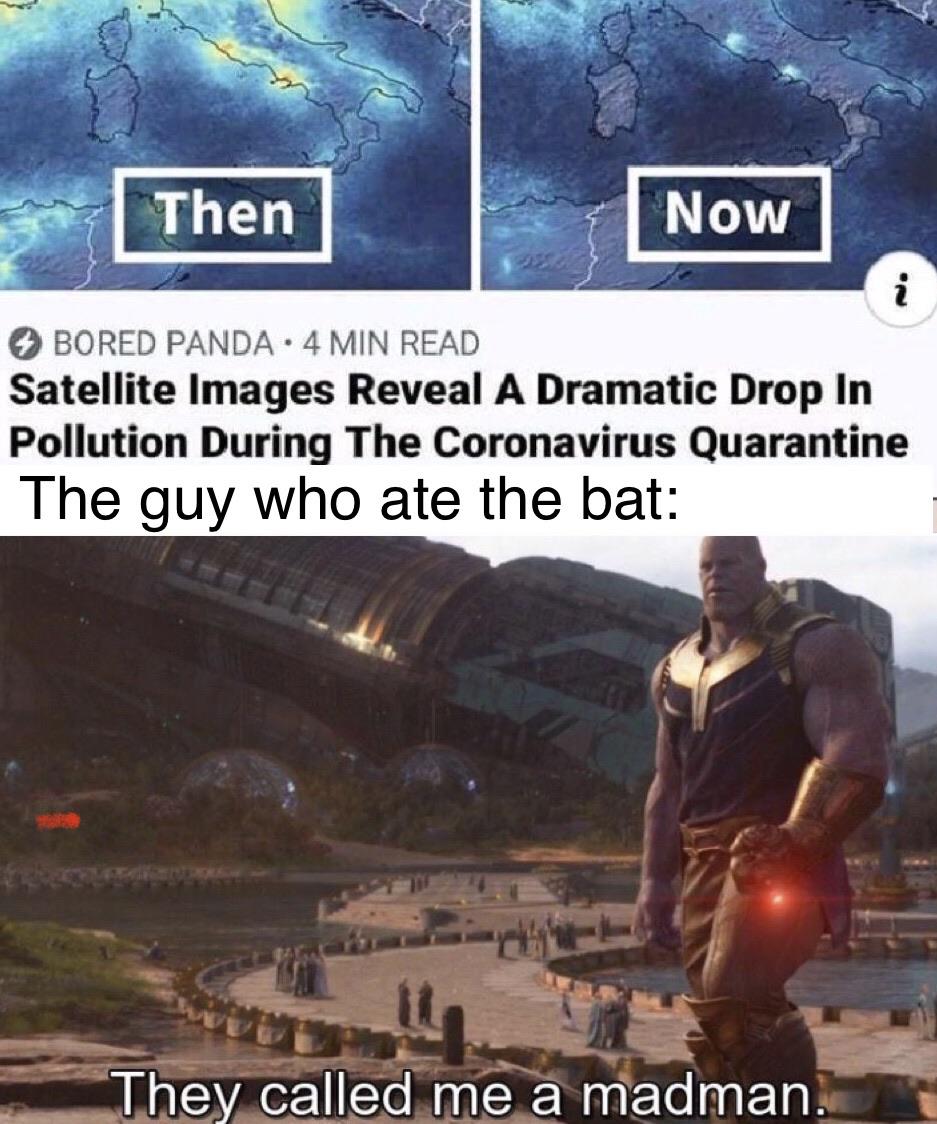 Then
Now
i
BORED PANDA • 4 MIN READ
Satellite Images Reveal A Dramatic Drop In
Pollution During The Coronavirus Quarantine
The guy who ate the bat:
They called me a madman.